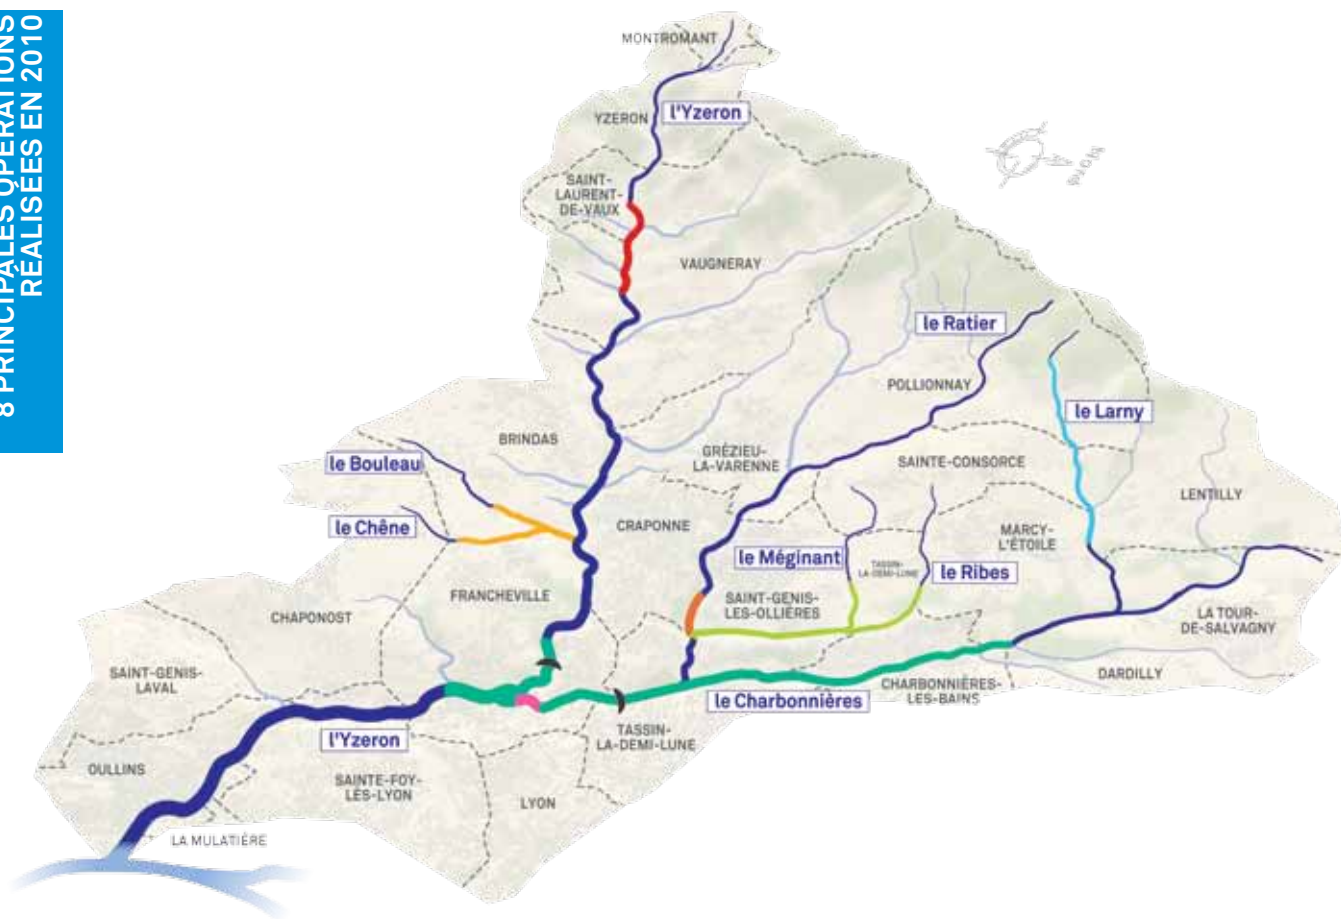 8 PRINCIPALES OPÉRATIONS
RÉALISÉES EN 2010
MONTROMANT
YZERON
l'Yzeron
Nord
SAINT-
LAURENT-
DE-VAUX
VAUGNERAY
le Ratier
POLLIONNAY
le Larny
BRINDAS
le Bouleau
GRÉZIEU-
LA-VARENNE
SAINTE-CONSORCE
LENTILLY
le Chêne
CRAPONNE
MARCY-
L'ÉTOILE
le Méginant
TASSIN-
LA-DEMI-LUNE
le Ribes
FRANCHEVILLE
SAINT-GENIS-
LES-OLLIÈRES
CHAPONOST
LA TOUR-
DE-SALVAGNY
SAINT-GENIS-
LAVAL
DARDILLY
CHARBONNIÈRES-
LES-BAINS
le Charbonnières
l'Yzeron
TASSIN-
LA-DEMI-LUNE
OULLINS
SAINTE-FOY-
LÈS-LYON
LYON
LA MULATIÈRE